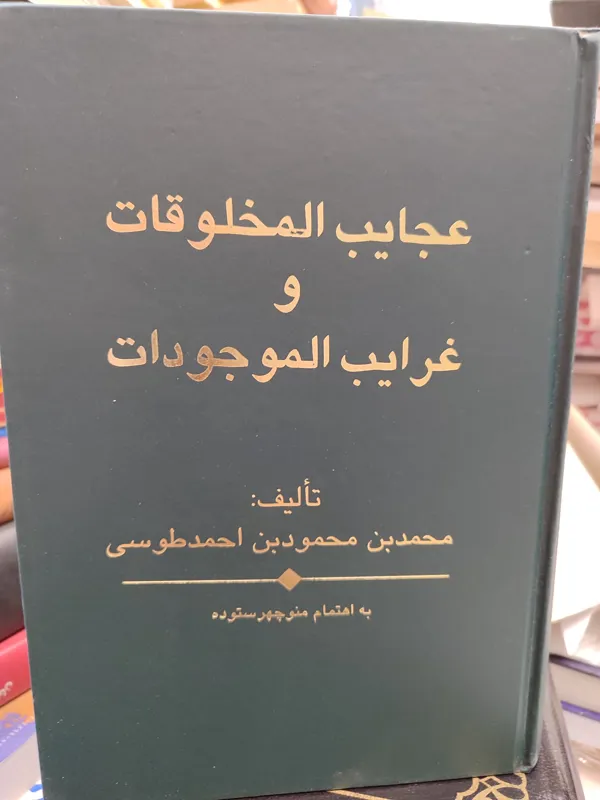 عجایب المخلوقات
و
غرایب الموجودات
تألیف:
محمدبن محمودبن احمدطوسی
به اهتمام منوچهرستوده